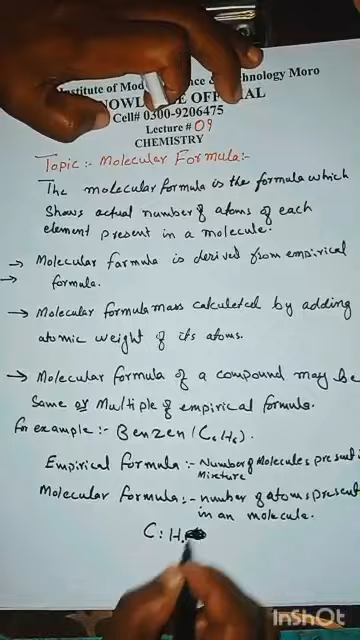 Institute of Mod nce & Technology Moro
NOWL GE OFFICIAL
Cell# 0300-9206475
Lecture # 09
CHEMISTRY
Topic :- Molecular Formula:-
The molecular formula is the formula which
shows actual number of atoms of each
element present in a molecule.
→ Molecular formula is derived from empirical
→ formula.
→ Molecular formula mass calculated by adding
atomic weight of its atoms.
→ Molecular formula of a compound may be
Same or Multiple of empirical formula.
For example :- Benzen (C6H6).
Empirical formula :- Number of Molecules present i
Mixture
Molecular Formula :- number of atoms present
in an molecule.
C : H
InShOt